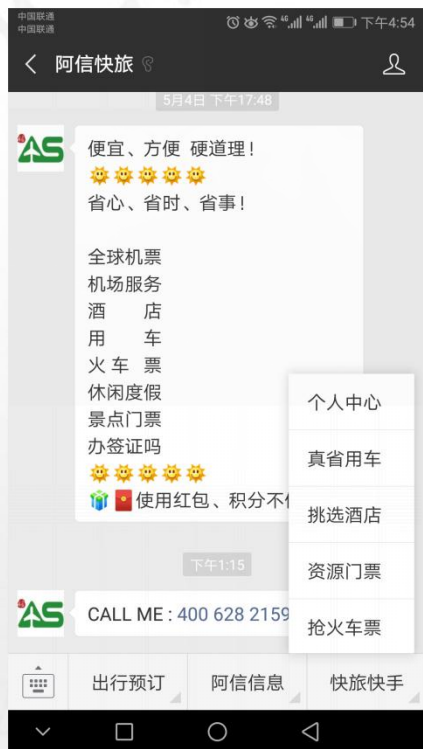 中国联通
中国联通
46 46 下午4:54
阿信快旅
5月4日 下午17:48
AS
便宜、方便 硬道理!
省心、省时、省事!
全球机票
机场服务
酒 店
用 车
火车 票
休闲度假
景点门票
办签证吗
使用红包、积分不
下午1:15
AS
CALL ME : 400 628 2159
个人中心
真省用车
挑选酒店
资源门票
抢火车票
出行预订
阿信信息
快旅快手